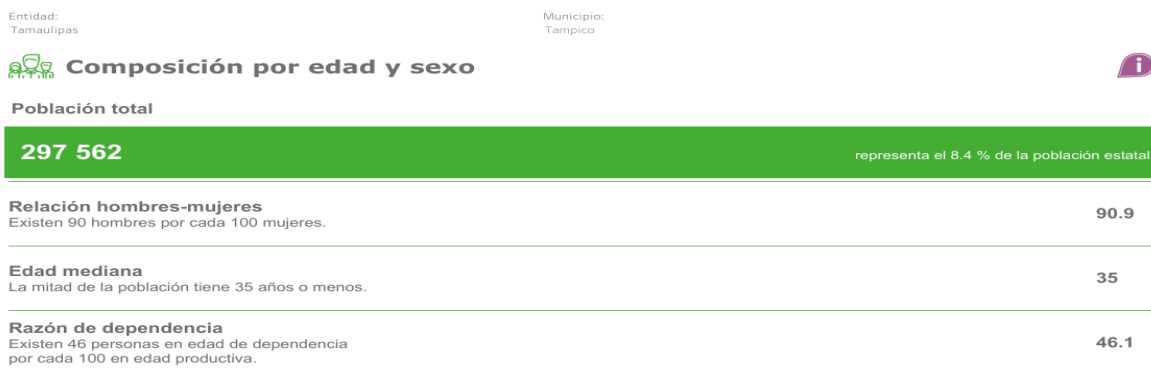 Entidad:
Tamaulipas
Municipio:
Tampico
Composición por edad y sexo
i
Población total
297 562
representa el 8.4 % de la población estatal
Relación hombres-mujeres
Existen 90 hombres por cada 100 mujeres.
90.9
Edad mediana
La mitad de la población tiene 35 años o menos.
35
Razón de dependencia
Existen 46 personas en edad de dependencia
por cada 100 en edad productiva.
46.1